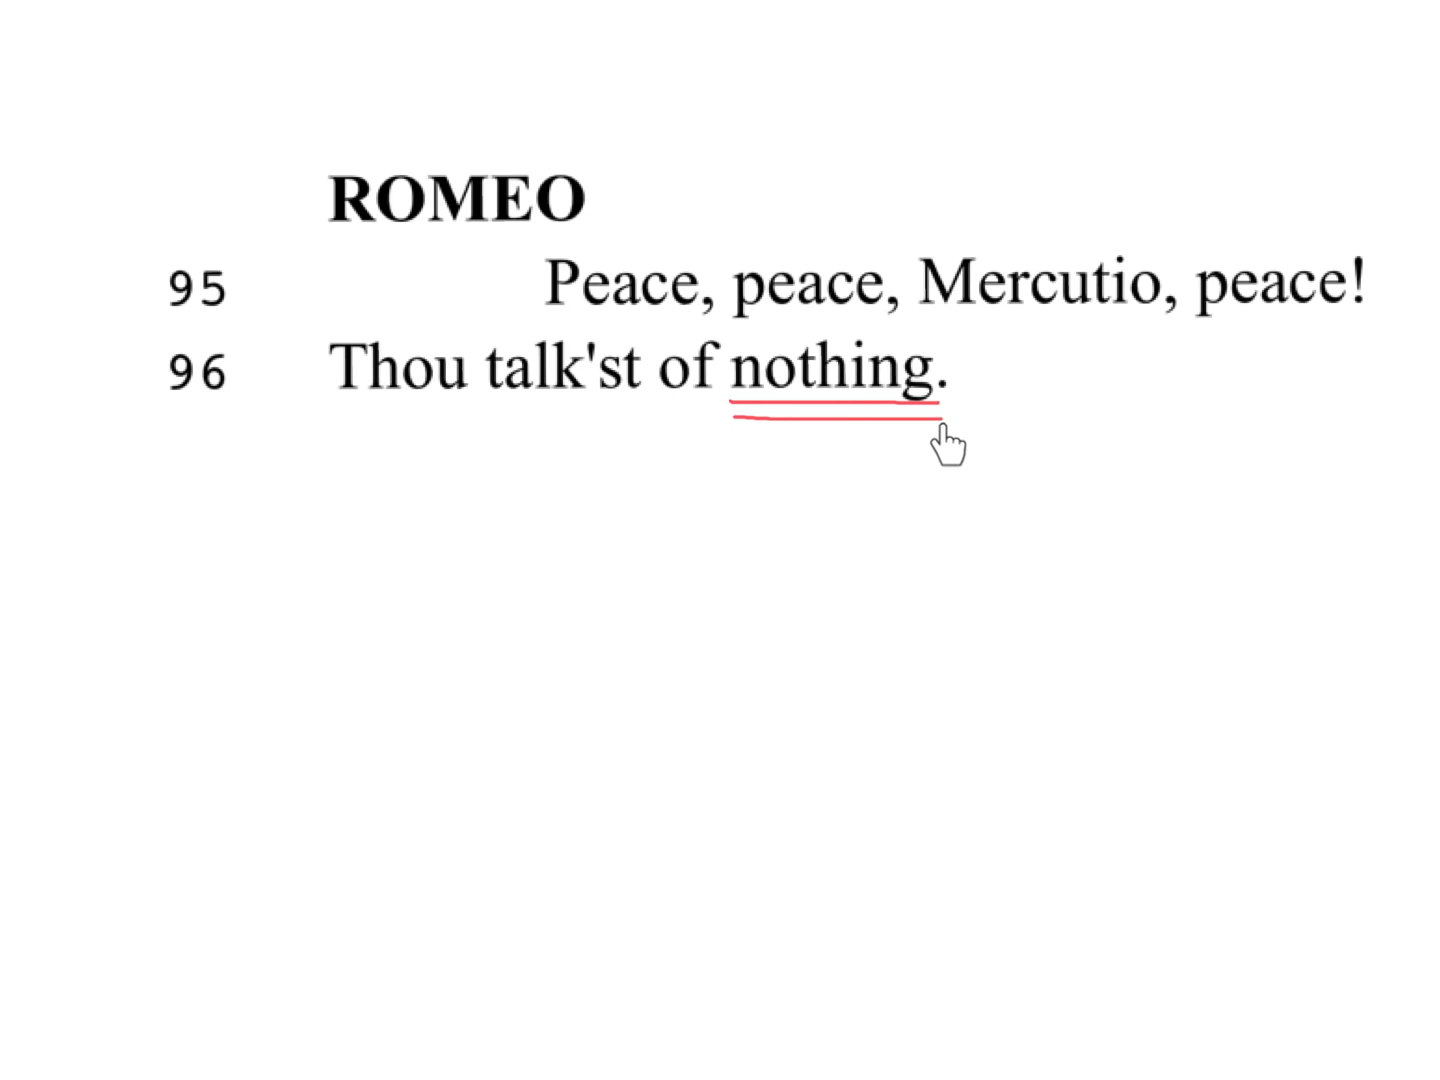 ROMEO
95 Peace, peace, Mercutio, peace!
96 Thou talk'st of nothing.